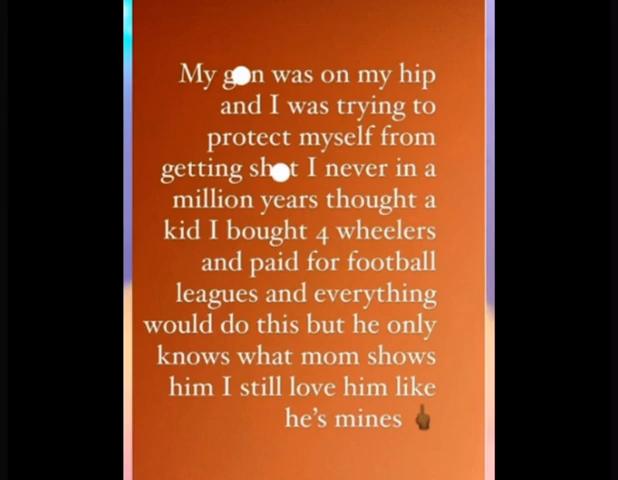 My g n was on my hip
and I was trying to
protect myself from
getting sh t I never in a
million years thought a
kid I bought 4 wheelers
and paid for football
leagues and everything
would do this but he only
knows what mom shows
him I still love him like
he's mines 🖕🏾